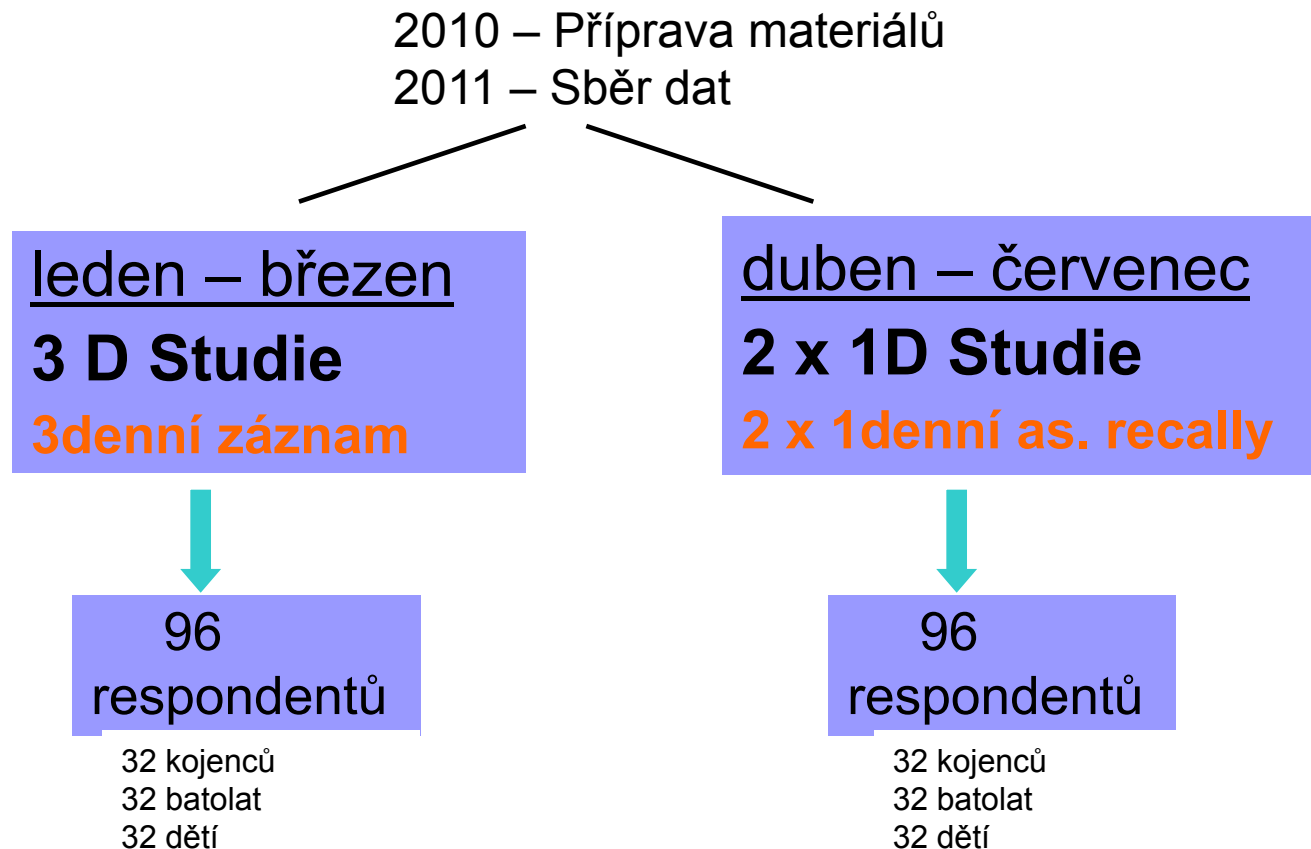 2010 – Příprava materiálů
2011 – Sběr dat
leden – březen
3 D Studie
3denní záznam
duben – červenec
2 x 1D Studie
2 x 1denní as. recally
96
respondentů
32 kojenců
32 batolat
32 dětí
96
respondentů
32 kojenců
32 batolat
32 dětí